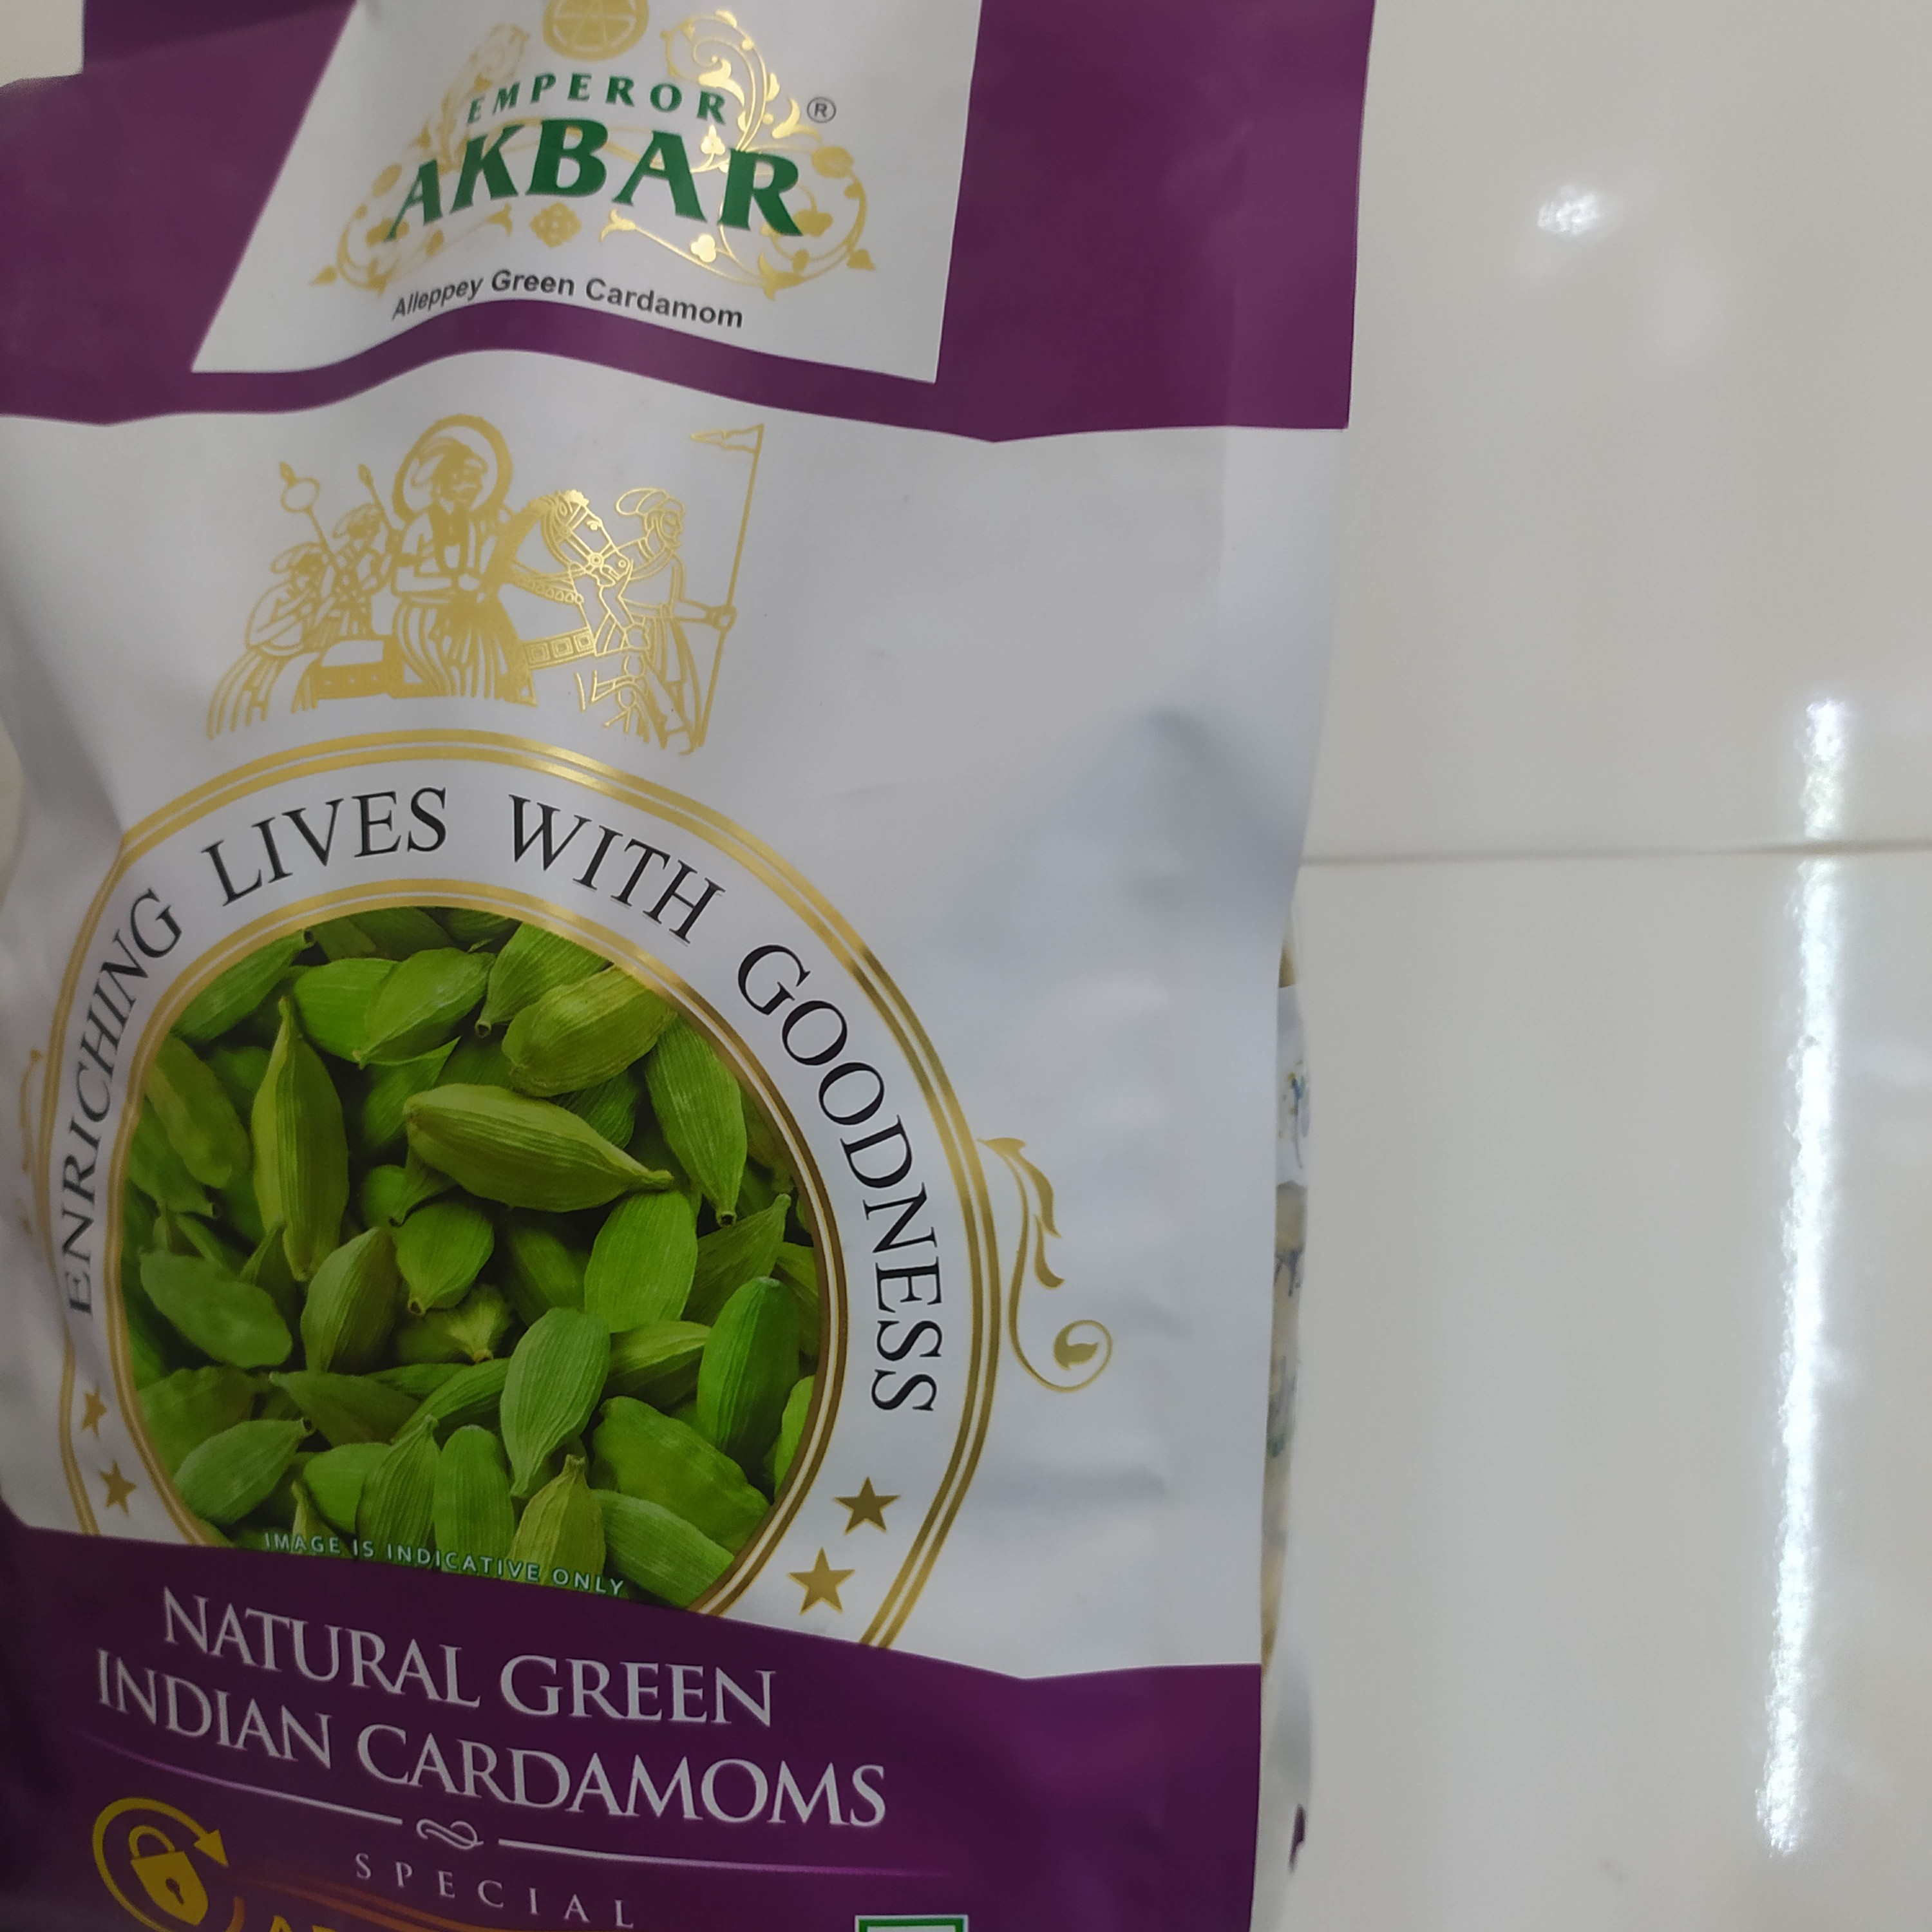 EMPEROR
AKBAR ®
Alleppey Green Cardamom
ENRICHING LIVES WITH GOODNESS
IMAGE IS INDICATIVE ONLY
NATURAL GREEN
INDIAN CARDAMOMS
SPECIAL